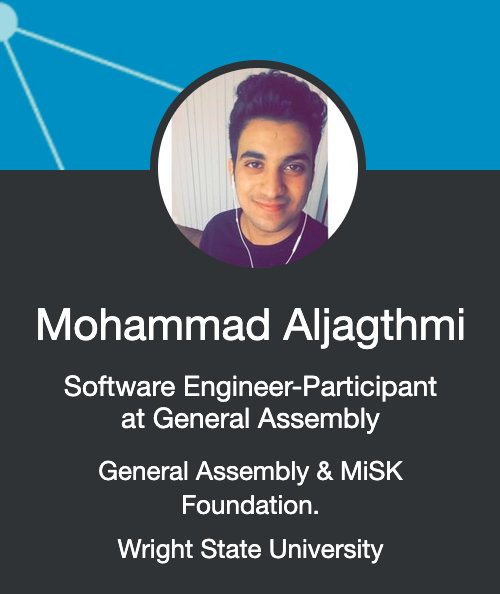 Mohammad Aljagthmi
Software Engineer-Participant
at General Assembly
General Assembly & MiSK
Foundation.
Wright State University